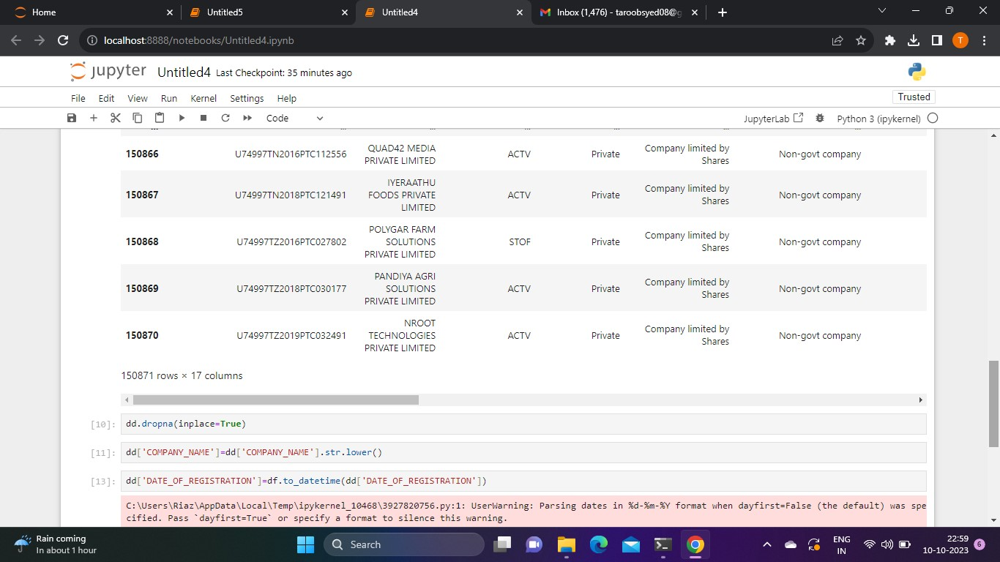 Home
Untitled5
Untitled4
Inbox (1,476) - taroobsyed08@g
localhost:8888/notebooks/Untitled4.ipynb
T
jupyter Untitled4 Last Checkpoint: 35 minutes ago
File Edit View Run Kernel Settings Help
Trusted
Code
JupyterLab
Python 3 (ipykernel)
... ... ... ... ... ... ...
150866 U74997TN2016PTC112556 QUAD42 MEDIA PRIVATE LIMITED ACTV Private Company limited by Shares Non-govt company
150867 U74997TN2018PTC121491 IYERAATHU FOODS PRIVATE LIMITED ACTV Private Company limited by Shares Non-govt company
150868 U74997TZ2016PTC027802 POLYGAR FARM SOLUTIONS PRIVATE LIMITED STOF Private Company limited by Shares Non-govt company
150869 U74997TZ2018PTC030177 PANDIYA AGRI SOLUTIONS PRIVATE LIMITED ACTV Private Company limited by Shares Non-govt company
150870 U74997TZ2019PTC032491 NROOT TECHNOLOGIES PRIVATE LIMITED ACTV Private Company limited by Shares Non-govt company
150871 rows × 17 columns
[10]: dd.dropna(inplace=True)
[11]: dd['COMPANY_NAME']=dd['COMPANY_NAME'].str.lower()
[13]: dd['DATE_OF_REGISTRATION']=df.to_datetime(dd['DATE_OF_REGISTRATION'])
C:\Users\Riaz\AppData\Local\Temp\ipykernel_10468\3927820756.py:1: UserWarning: Parsing dates in %d-%m-%Y format when dayfirst=False (the default) was spe
cified. Pass `dayfirst=True` or specify a format to silence this warning.
Rain coming
In about 1 hour
Search
ENG
IN
22:59
10-10-2023
6